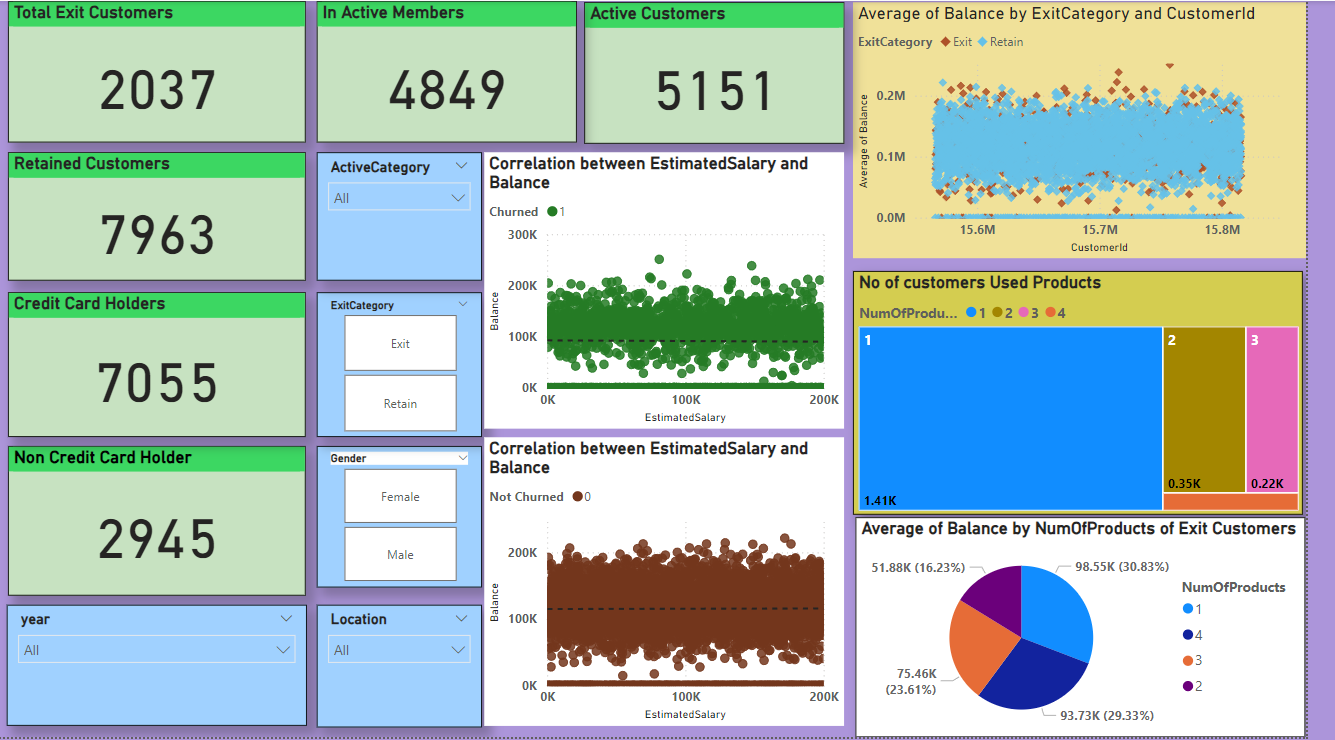 Total Exit Customers
2037
In Active Members
4849
Active Customers
5151
Retained Customers
7963
Credit Card Holders
7055
Non Credit Card Holder
2945
year
All
ActiveCategory
All
ExitCategory
Exit
Retain
Gender
Female
Male
Location
All
Correlation between EstimatedSalary and
Balance
Churned 1
300K
200K
100K
0K
Balance
0K 100K 200K
EstimatedSalary
Correlation between EstimatedSalary and
Balance
Not Churned 0
200K
100K
0K
Balance
0K 100K 200K
EstimatedSalary
Average of Balance by ExitCategory and CustomerId
ExitCategory Exit Retain
0.2M
0.1M
0.0M
Average of Balance
15.6M 15.7M 15.8M
CustomerId
No of customers Used Products
NumOfProdu... 1 2 3 4
1
2
3
1.41K
0.35K
0.22K
Average of Balance by NumOfProducts of Exit Customers
51.88K (16.23%)
98.55K (30.83%)
75.46K
(23.61%)
93.73K (29.33%)
NumOfProducts
1
4
3
2